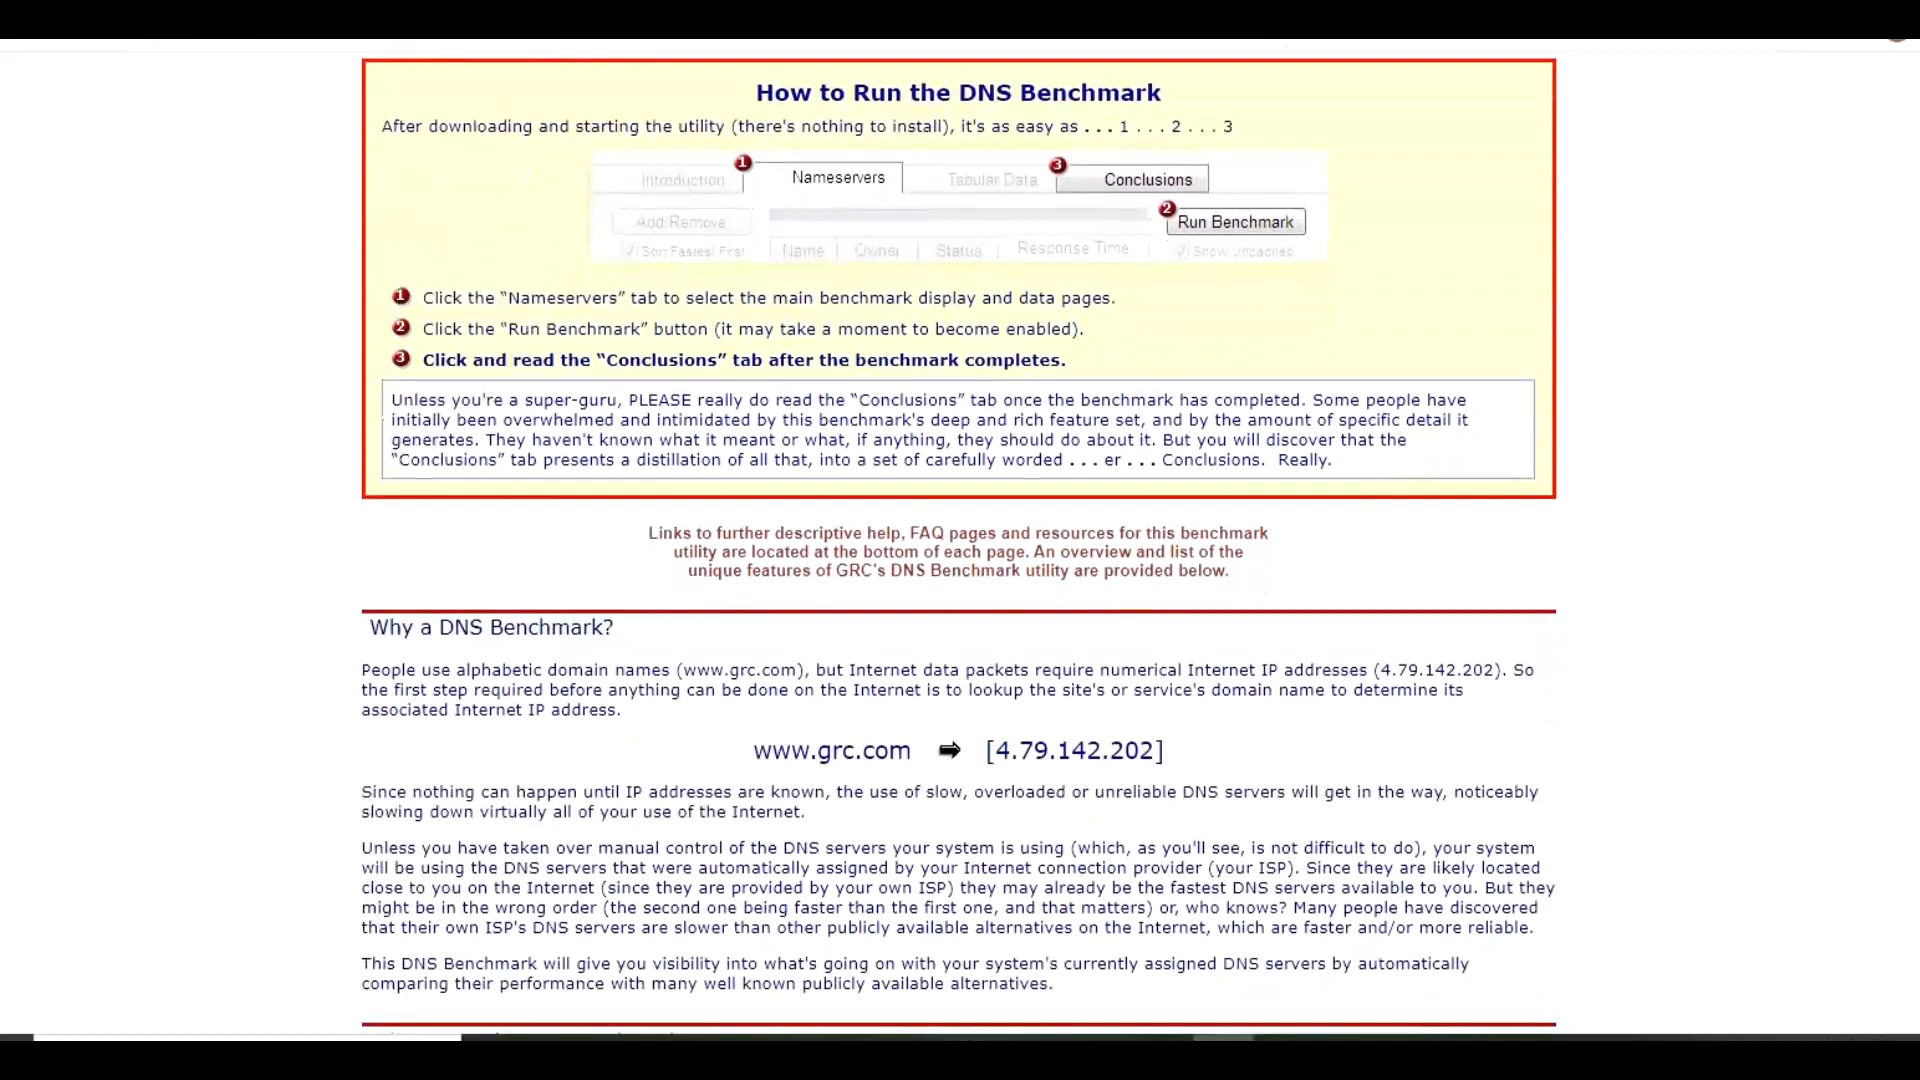 How to Run the DNS Benchmark
After downloading and starting the utility (there's nothing to install), it's as easy as . . . 1 . . . 2 . . . 3
1 3
Introduction Nameservers Tabular Data Conclusions
2
Add/Remove Run Benchmark
Sort Fastest First Name Owner Status Response Time Show Uncached
1 Click the “Nameservers” tab to select the main benchmark display and data pages.
2 Click the “Run Benchmark” button (it may take a moment to become enabled).
3 Click and read the “Conclusions” tab after the benchmark completes.
Unless you're a super-guru, PLEASE really do read the “Conclusions” tab once the benchmark has completed. Some people have
initially been overwhelmed and intimidated by this benchmark's deep and rich feature set, and by the amount of specific detail it
generates. They haven't known what it meant or what, if anything, they should do about it. But you will discover that the
“Conclusions” tab presents a distillation of all that, into a set of carefully worded . . . er . . . Conclusions. Really.
Links to further descriptive help, FAQ pages and resources for this benchmark
utility are located at the bottom of each page. An overview and list of the
unique features of GRC's DNS Benchmark utility are provided below.
Why a DNS Benchmark?
People use alphabetic domain names (www.grc.com), but Internet data packets require numerical Internet IP addresses (4.79.142.202). So
the first step required before anything can be done on the Internet is to lookup the site's or service's domain name to determine its
associated Internet IP address.
www.grc.com ➡ [4.79.142.202]
Since nothing can happen until IP addresses are known, the use of slow, overloaded or unreliable DNS servers will get in the way, noticeably
slowing down virtually all of your use of the Internet.
Unless you have taken over manual control of the DNS servers your system is using (which, as you'll see, is not difficult to do), your system
will be using the DNS servers that were automatically assigned by your Internet connection provider (your ISP). Since they are likely located
close to you on the Internet (since they are provided by your own ISP) they may already be the fastest DNS servers available to you. But they
might be in the wrong order (the second one being faster than the first one, and that matters) or, who knows? Many people have discovered
that their own ISP's DNS servers are slower than other publicly available alternatives on the Internet, which are faster and/or more reliable.
This DNS Benchmark will give you visibility into what's going on with your system's currently assigned DNS servers by automatically
comparing their performance with many well known publicly available alternatives.